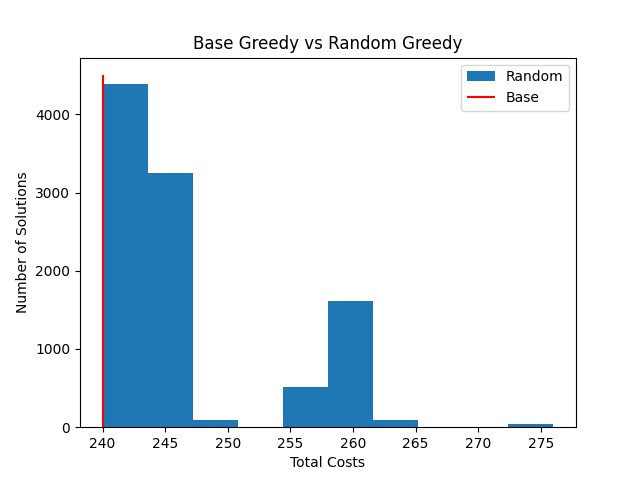 Base Greedy vs Random Greedy
Random
Base
Number of Solutions
4000
3000
2000
1000
0
240 245 250 255 260 265 270 275
Total Costs